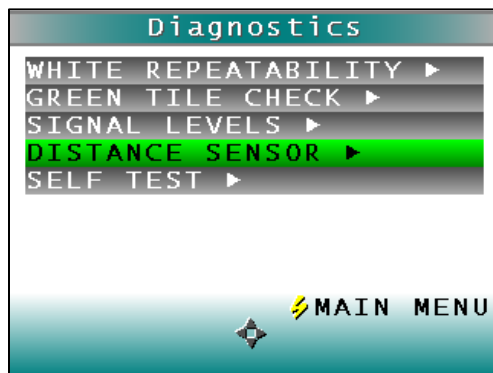 Diagnostics
WHITE REPEATABILITY ▶
GREEN TILE CHECK ▶
SIGNAL LEVELS ▶
DISTANCE SENSOR ▶
SELF TEST ▶
MAIN MENU